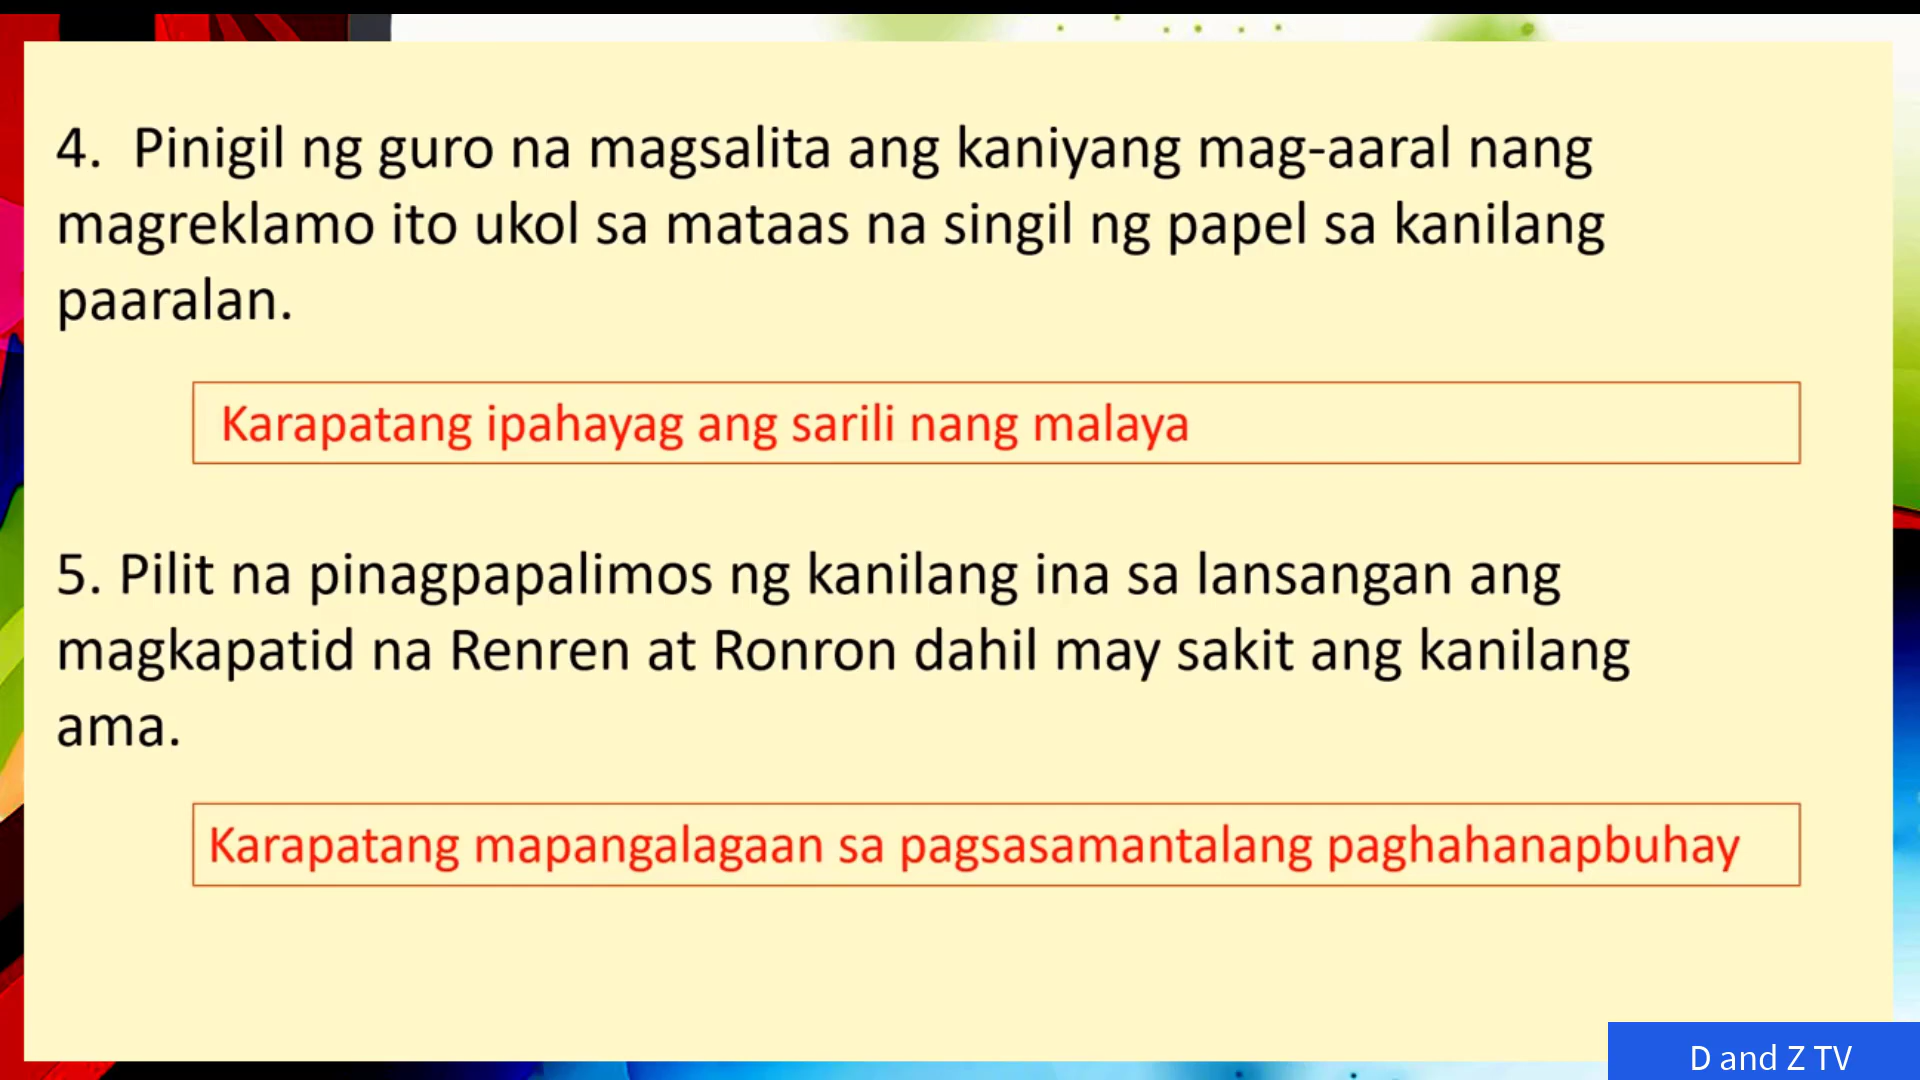 4. Pinigil ng guro na magsalita ang kaniyang mag-aaral nang
magreklamo ito ukol sa mataas na singil ng papel sa kanilang
paaralan.
Karapatang ipahayag ang sarili nang malaya
5. Pilit na pinagpapalimos ng kanilang ina sa lansangan ang
magkapatid na Renren at Ronron dahil may sakit ang kanilang
ama.
Karapatang mapangalagaan sa pagsasamantalang paghahanapbuhay
D and Z TV